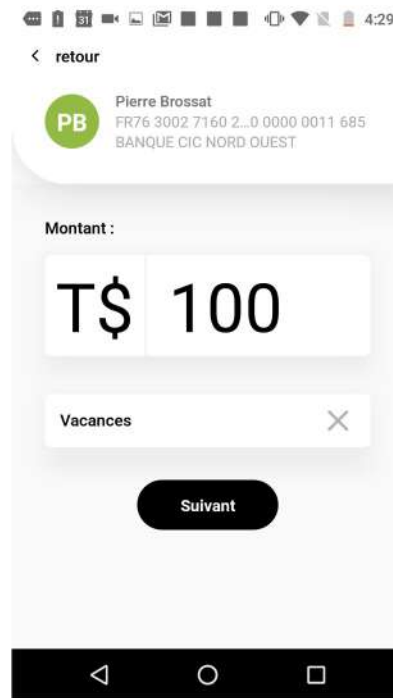 31
4:29
retour
PB
Pierre Brossat
FR76 3002 7160 2...0 0000 0011 685
BANQUE CIC NORD OUEST
Montant :
T$
100
Vacances
Suivant